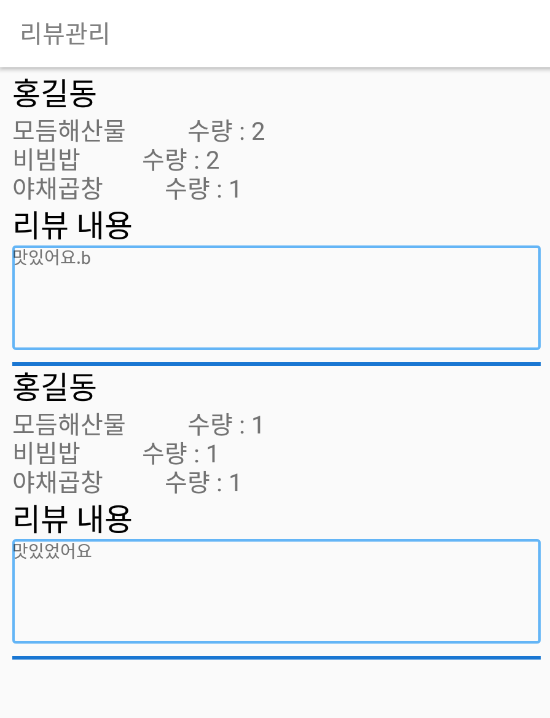 리뷰관리
홍길동
모듬해산물 수량 : 2
비빔밥 수량 : 2
야채곱창 수량 : 1
리뷰 내용
맛있어요.b
홍길동
모듬해산물 수량 : 1
비빔밥 수량 : 1
야채곱창 수량 : 1
리뷰 내용
맛있었어요